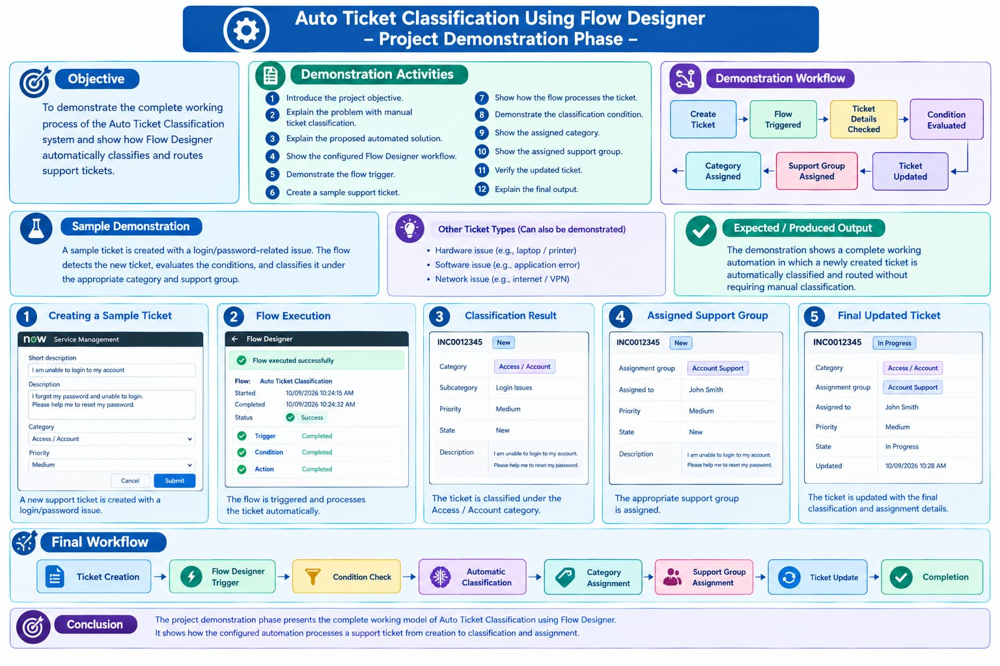 Auto Ticket Classification Using Flow Designer
– Project Demonstration Phase –
Objective
To demonstrate the complete working
process of the Auto Ticket Classification
system and show how Flow Designer
automatically classifies and routes
support tickets.
Demonstration Activities
1 Introduce the project objective.
2 Explain the problem with manual
ticket classification.
3 Explain the proposed automated solution.
4 Show the configured Flow Designer workflow.
5 Demonstrate the flow trigger.
6 Create a sample support ticket.
7 Show how the flow processes the ticket.
8 Demonstrate the classification condition.
9 Show the assigned category.
10 Show the assigned support group.
11 Verify the updated ticket.
12 Explain the final output.
Demonstration Workflow
Create
Ticket
Flow
Triggered
Ticket
Details
Checked
Condition
Evaluated
Category
Assigned
Support Group
Assigned
Ticket
Updated
Sample Demonstration
A sample ticket is created with a login/password-related issue. The flow
detects the new ticket, evaluates the conditions, and classifies it under
the appropriate category and support group.
Other Ticket Types (Can also be demonstrated)
• Hardware issue (e.g., laptop / printer)
• Software issue (e.g., application error)
• Network issue (e.g., internet / VPN)
Expected / Produced Output
The demonstration shows a complete working
automation in which a newly created ticket is
automatically classified and routed without
requiring manual classification.
1 Creating a Sample Ticket
now Service Management
Short description
I am unable to login to my account
Description
I forgot my password and unable to login.
Please help me to reset my password.
Category
Access / Account
Priority
Medium
Cancel Submit
A new support ticket is created with a
login/password issue.
2 Flow Execution
← Flow Designer
Flow executed successfully
Flow: Auto Ticket Classification
Started 10/09/2026 10:24:15 AM
Completed 10/09/2026 10:24:32 AM
Status Success
Trigger Completed
Condition Completed
Action Completed
The flow is triggered and processes
the ticket automatically.
3 Classification Result
INC0012345 New
Category Access / Account
Subcategory Login Issues
Priority Medium
State New
Description I am unable to login to my account.
Please help me to reset my password.
The ticket is classified under the
Access / Account category.
4 Assigned Support Group
INC0012345 New
Assignment group Account Support
Assigned to John Smith
Priority Medium
State New
Description I am unable to login to my account.
Please help me to reset my password.
The appropriate support group
is assigned.
5 Final Updated Ticket
INC0012345 In Progress
Category Access / Account
Assignment group Account Support
Assigned to John Smith
Priority Medium
State In Progress
Updated 10/09/2026 10:28 AM
The ticket is updated with the final
classification and assignment details.
Final Workflow
Ticket Creation
Flow Designer
Trigger
Condition Check
Automatic
Classification
Category
Assignment
Support Group
Assignment
Ticket Update
Completion
Conclusion
The project demonstration phase presents the complete working model of Auto Ticket Classification using Flow Designer.
It shows how the configured automation processes a support ticket from creation to classification and assignment.